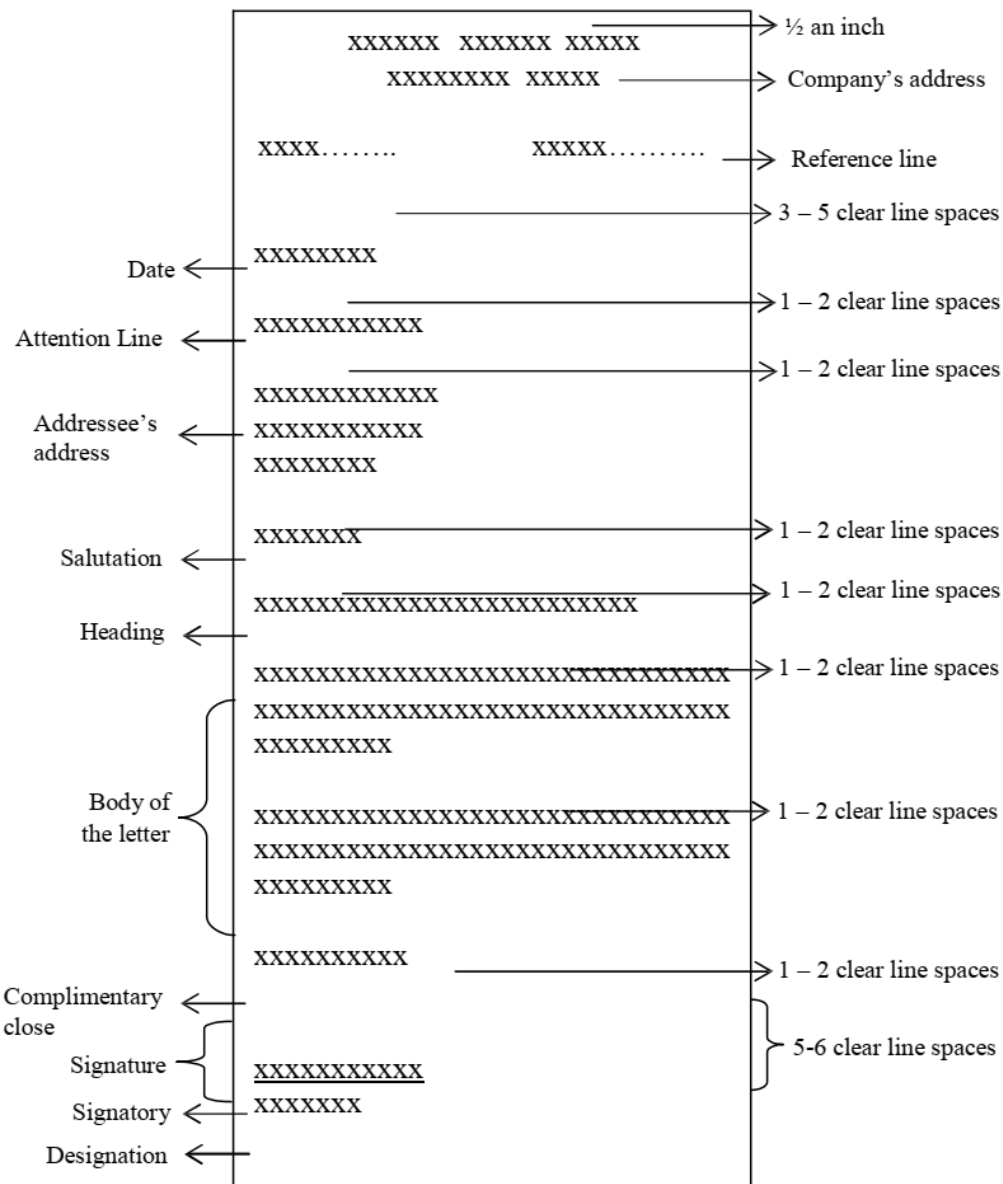 ½ an inch
xxxxxx xxxxxx xxxxx
xxxxxxxx xxxxx
Company’s address
xxxx........ xxxxx..........
Reference line
3 – 5 clear line spaces
xxxxxxxx
Date
1 – 2 clear line spaces
xxxxxxxxxxx
Attention Line
1 – 2 clear line spaces
xxxxxxxxxxxx
Addressee’s
address
xxxxxxxxxxx
xxxxxxxx
xxxxxxx
1 – 2 clear line spaces
Salutation
1 – 2 clear line spaces
xxxxxxxxxxxxxxxxxxxxxxxxx
Heading
1 – 2 clear line spaces
xxxxxxxxxxxxxxxxxxxxxxxxxxxxxxx
xxxxxxxxxxxxxxxxxxxxxxxxxxxxxxx
xxxxxxxxx
Body of
the letter
1 – 2 clear line spaces
xxxxxxxxxxxxxxxxxxxxxxxxxxxxxxx
xxxxxxxxxxxxxxxxxxxxxxxxxxxxxxx
xxxxxxxxx
xxxxxxxxxx
1 – 2 clear line spaces
Complimentary
close
5-6 clear line spaces
Signature
xxxxxxxxxxx
xxxxxxx
Signatory
Designation